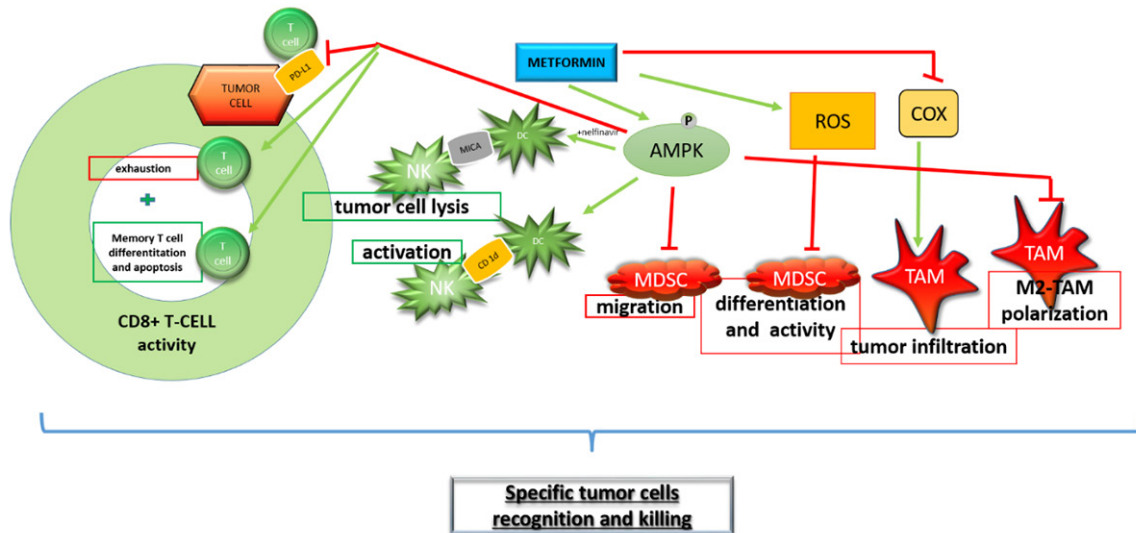 T
cell
PD-L1
TUMOR
CELL
METFORMIN
ROS
COX
P
AMPK
+nelfinavir
DC
MICA
NK
tumor cell lysis
T
cell
exhaustion
+
Memory T cell
differentitation
and apoptosis
T
cell
CD8+ T-CELL
activity
activation
DC
CD 1d
NK
MDSC
migration
MDSC
differentiation
and activity
TAM
tumor infiltration
TAM
M2-TAM
polarization
Specific tumor cells
recognition and killing